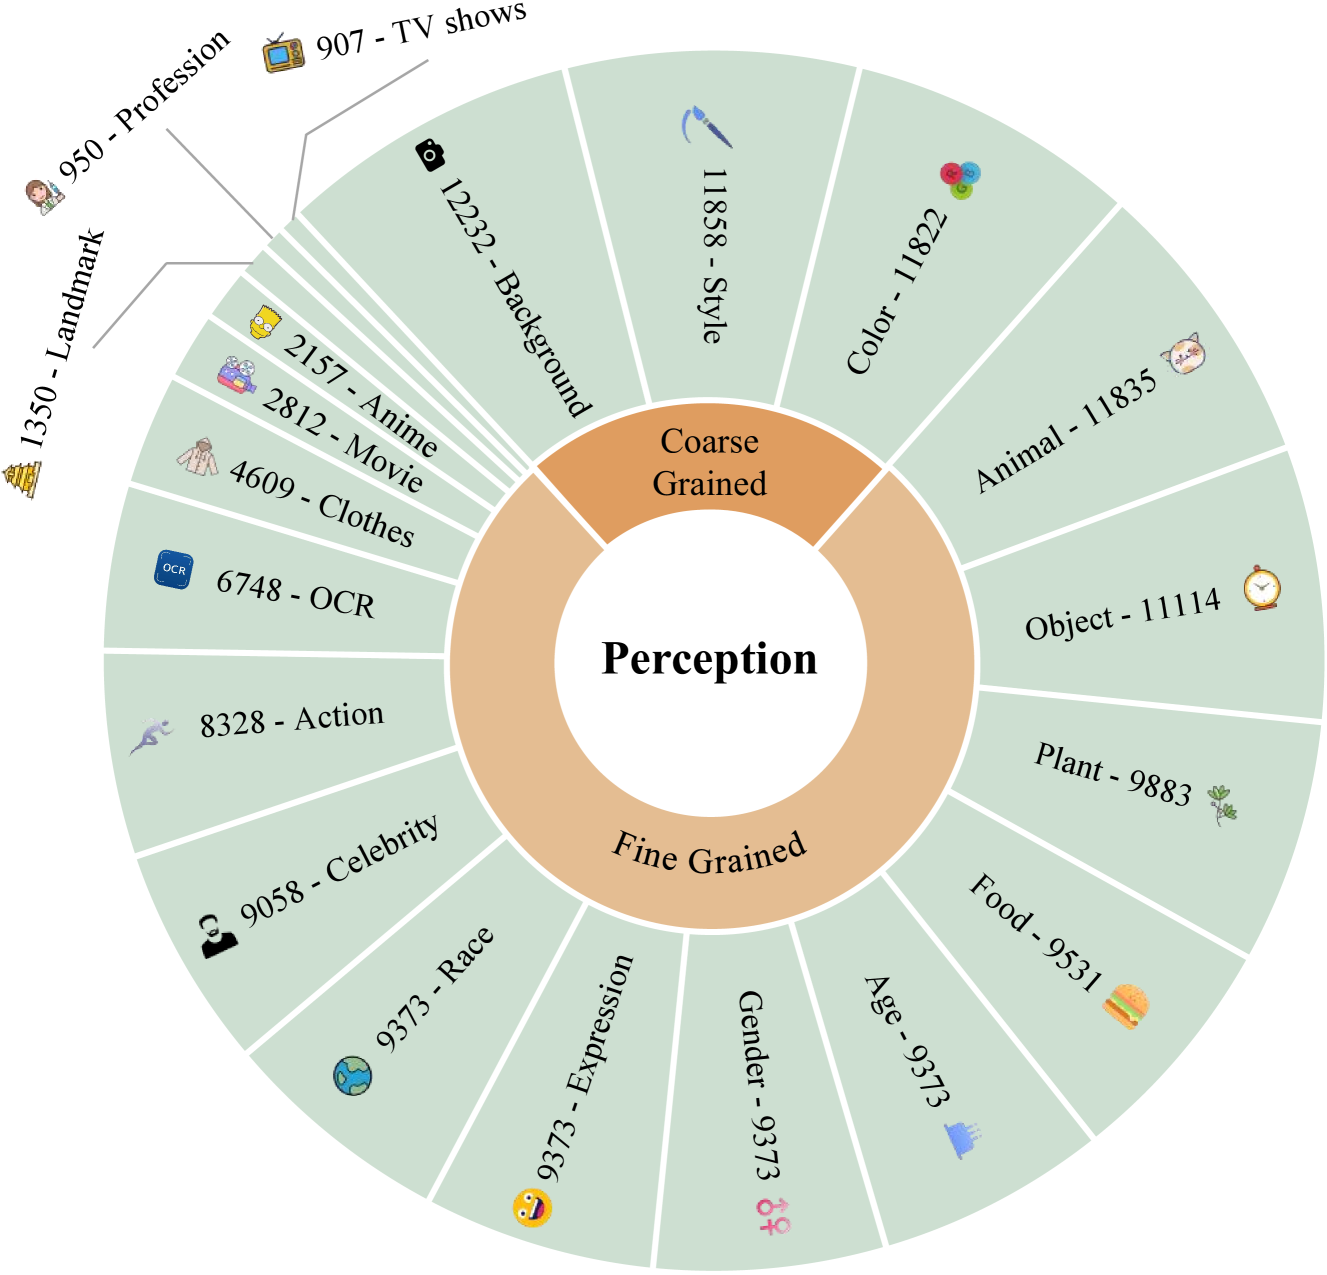 907 - TV shows
950 - Profession
1350 - Landmark
12232 - Background
11858 - Style
Color - 11822
R
B
G
Animal - 11835
Object - 11114
Plant - 9883
Food - 9531
Age - 9373
Gender - 9373
9373 - Expression
9373 - Race
9058 - Celebrity
8328 - Action
6748 - OCR
OCR
4609 - Clothes
2812 - Movie
2157 - Anime
Coarse
Grained
Perception
Fine Grained